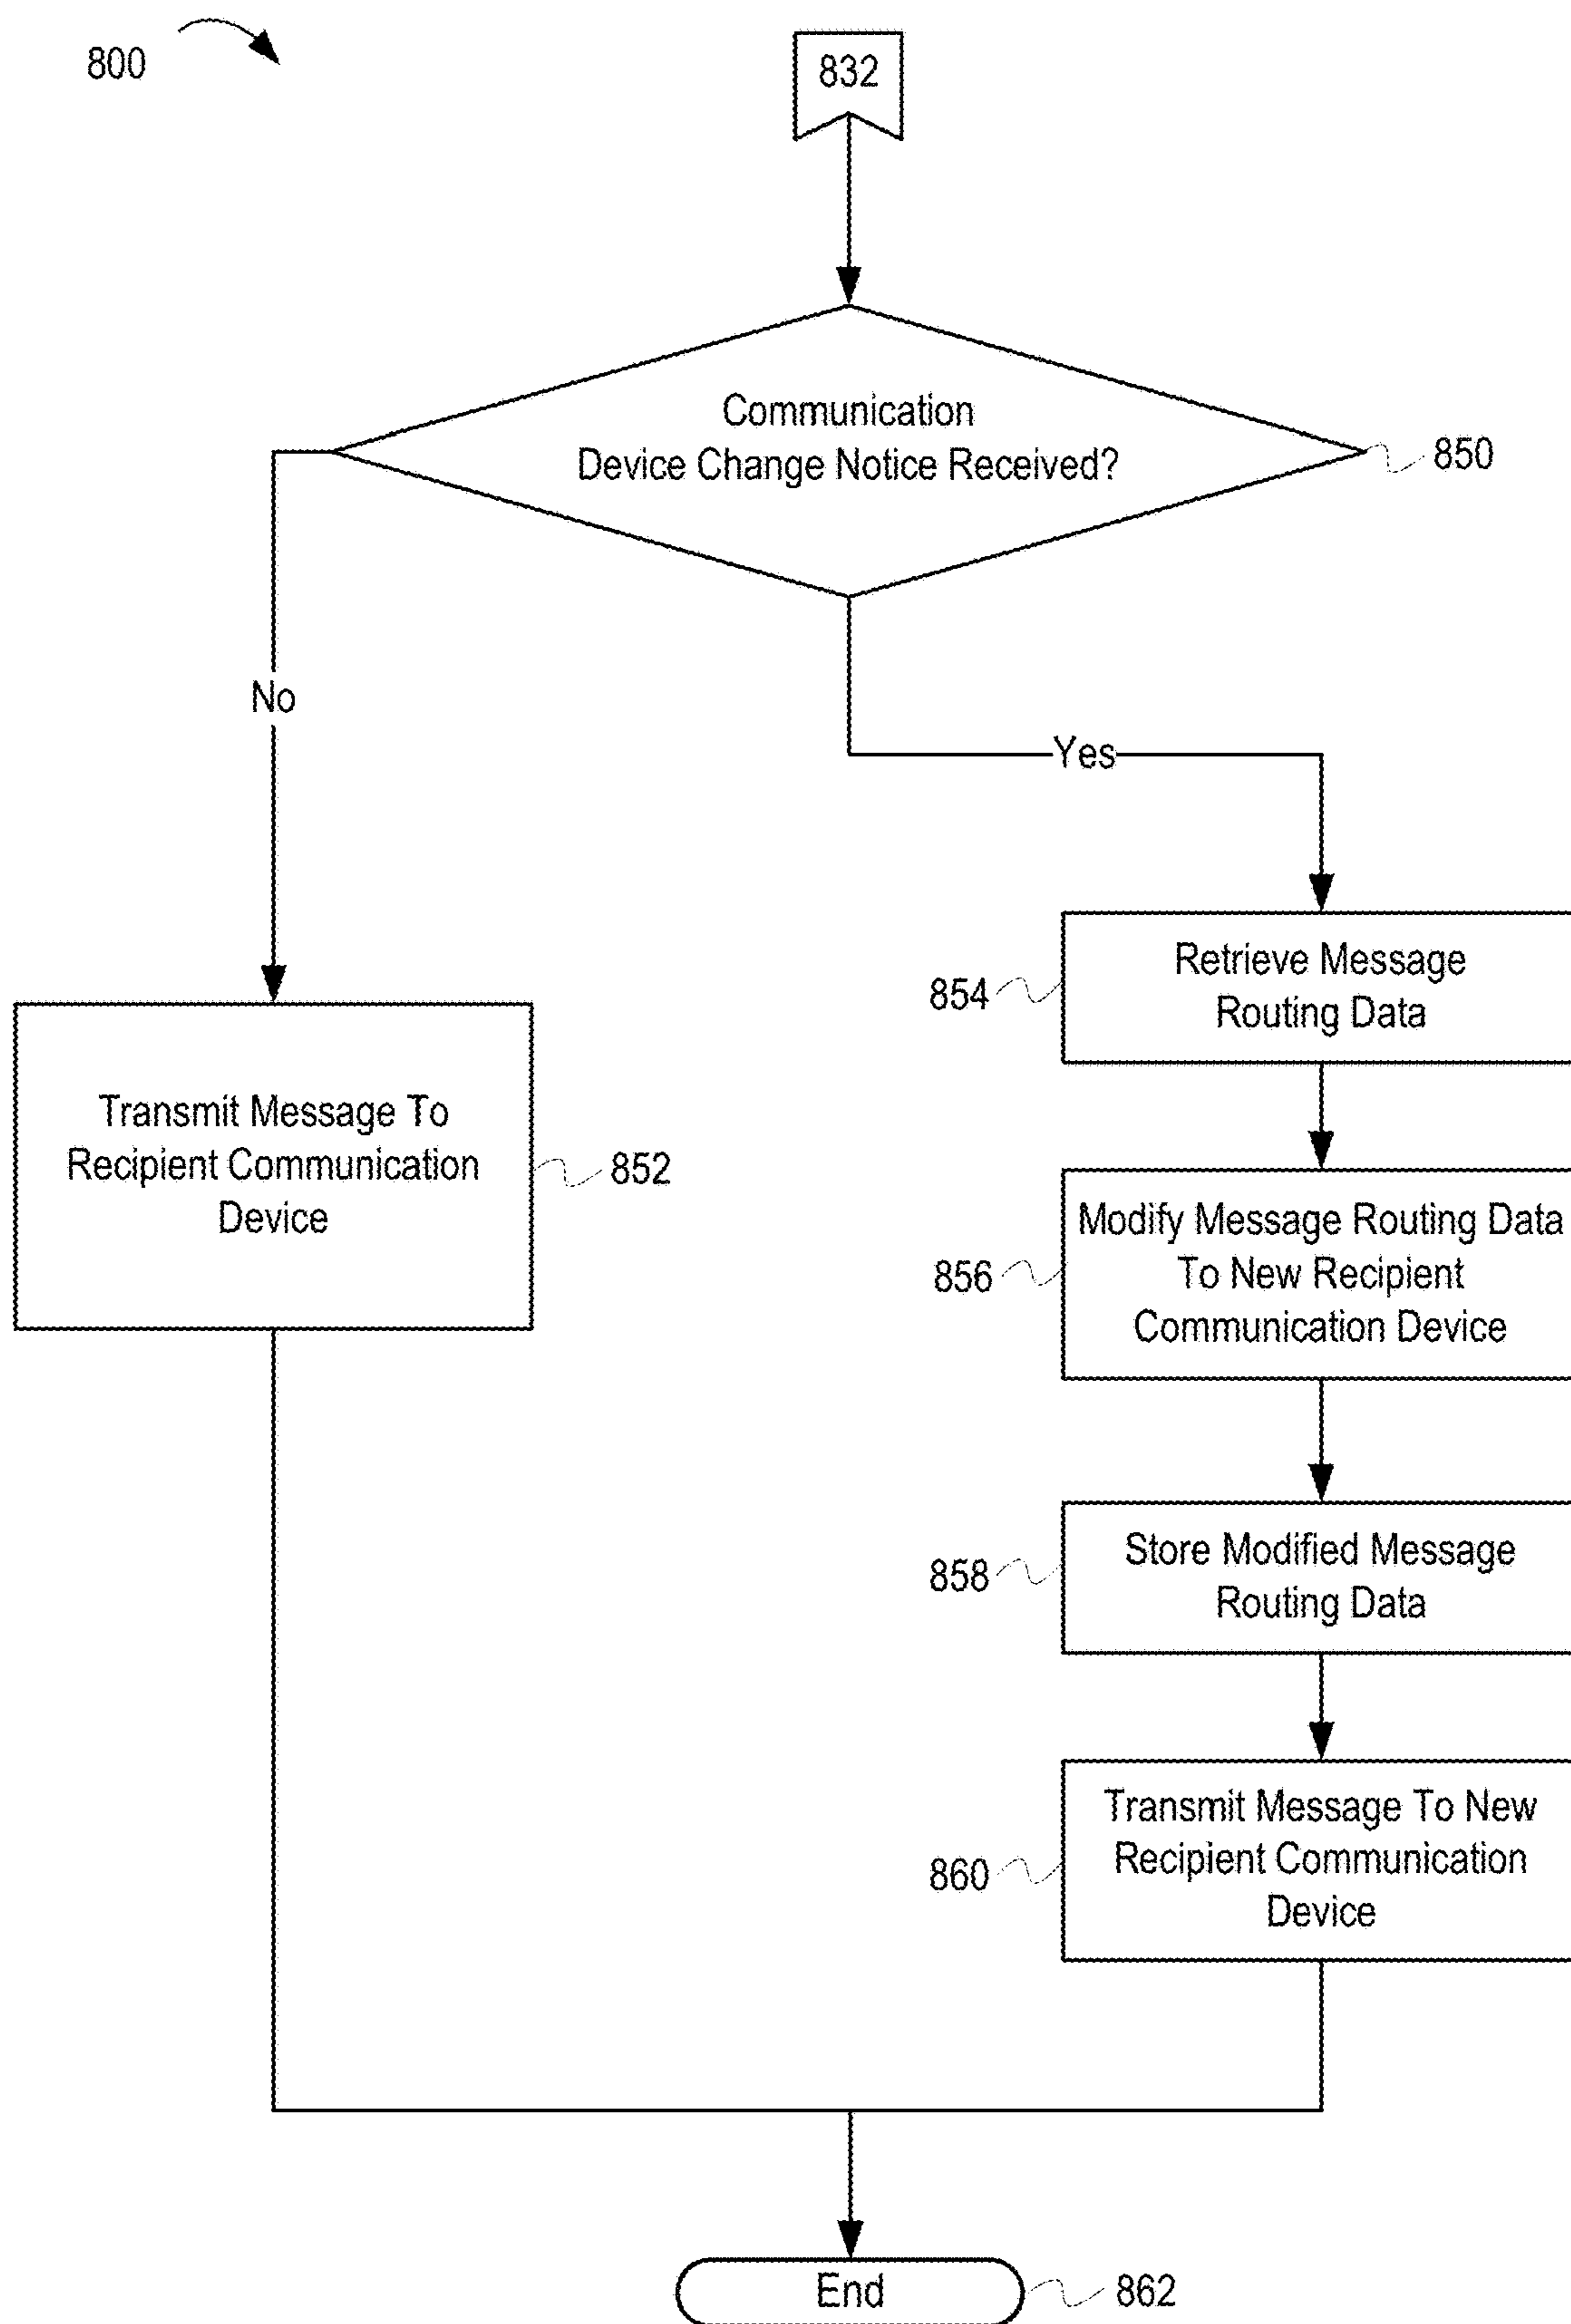 800
832
Communication
Device Change Notice Received?
850
No
Yes
Retrieve Message
Routing Data
854
Transmit Message To
Recipient Communication
Device
852
Modify Message Routing Data
To New Recipient
Communication Device
856
Store Modified Message
Routing Data
858
Transmit Message To New
Recipient Communication
Device
860
End
862